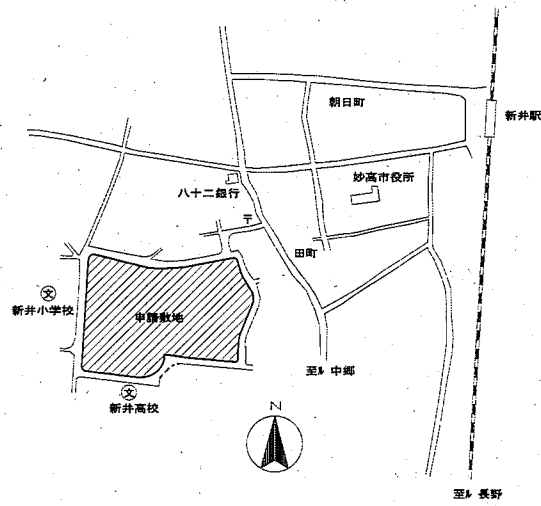 朝日町
新井駅
妙高市役所
八十二銀行
〒
田町
文
新井小学校
申請敷地
至ル 中郷
文
新井高校
N
至ル 長野